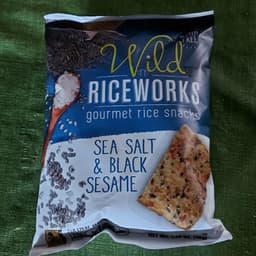 Wild
RICEWORKS
gourmet rice snacks
SEA SALT
& BLACK
SESAME